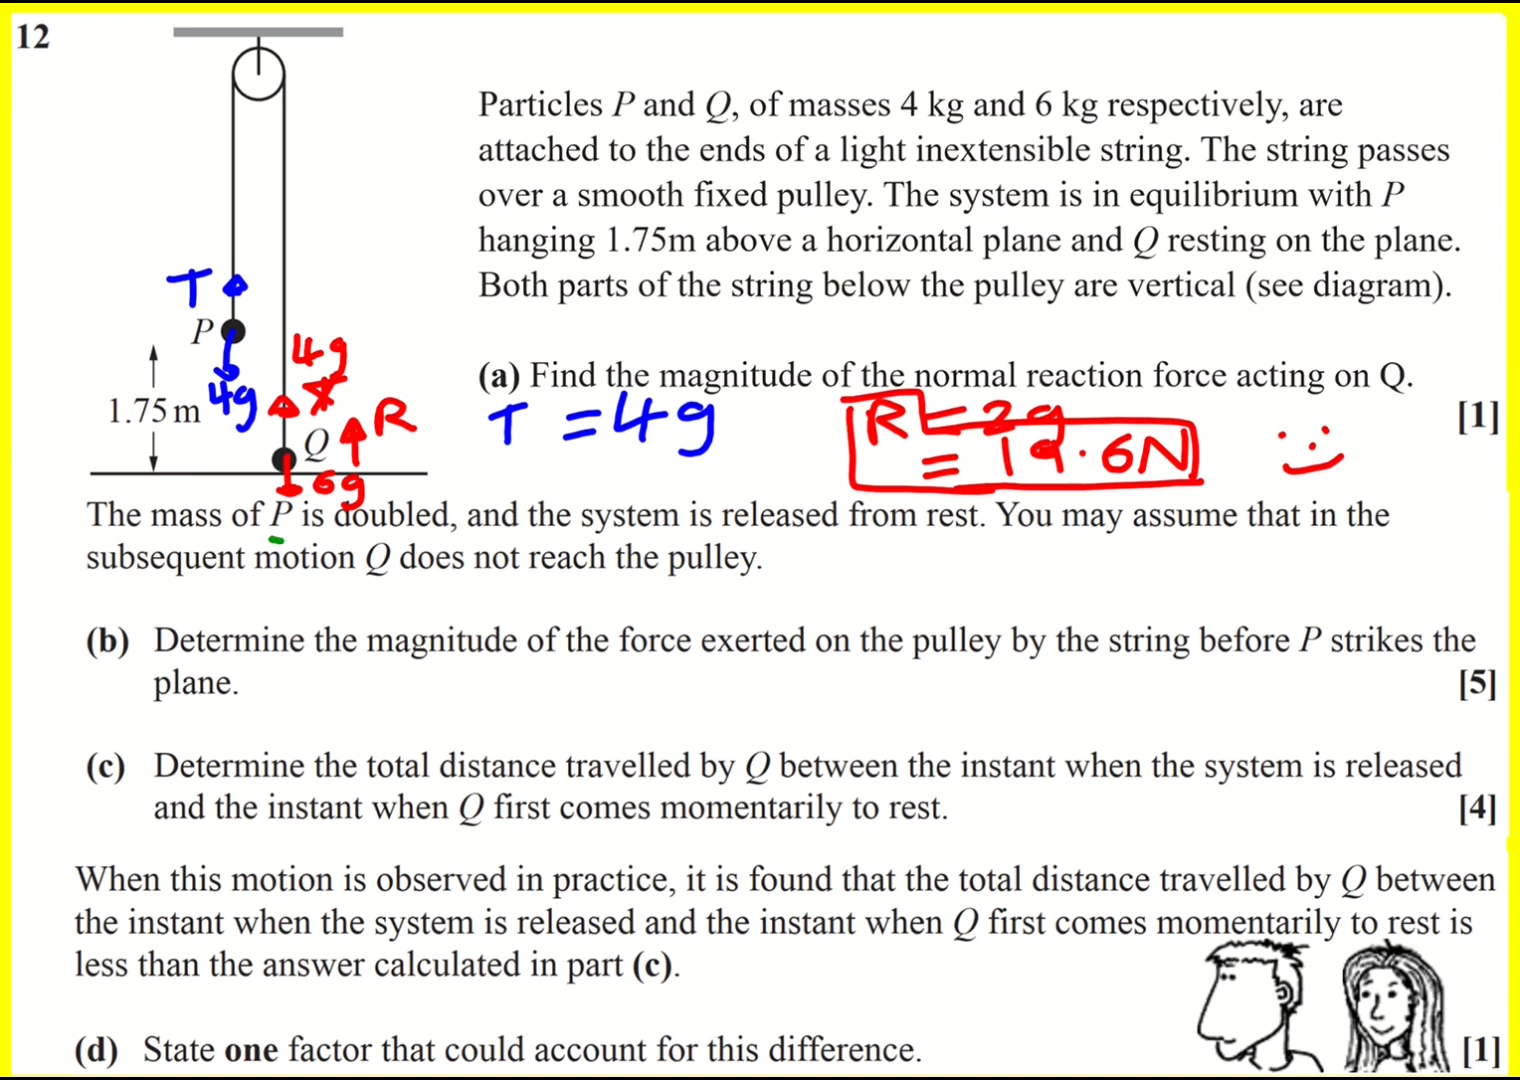 12
Particles P and Q, of masses 4 kg and 6 kg respectively, are
attached to the ends of a light inextensible string. The string passes
over a smooth fixed pulley. The system is in equilibrium with P
hanging 1.75m above a horizontal plane and Q resting on the plane.
Both parts of the string below the pulley are vertical (see diagram).
T
P
4g
4g
1.75 m
R
Q
6g
(a) Find the magnitude of the normal reaction force acting on Q.
[1]
T = 4g
R = 2g
= 19.6N
The mass of P is doubled, and the system is released from rest. You may assume that in the
subsequent motion Q does not reach the pulley.
(b) Determine the magnitude of the force exerted on the pulley by the string before P strikes the
plane. [5]
(c) Determine the total distance travelled by Q between the instant when the system is released
and the instant when Q first comes momentarily to rest. [4]
When this motion is observed in practice, it is found that the total distance travelled by Q between
the instant when the system is released and the instant when Q first comes momentarily to rest is
less than the answer calculated in part (c).
(d) State one factor that could account for this difference. [1]